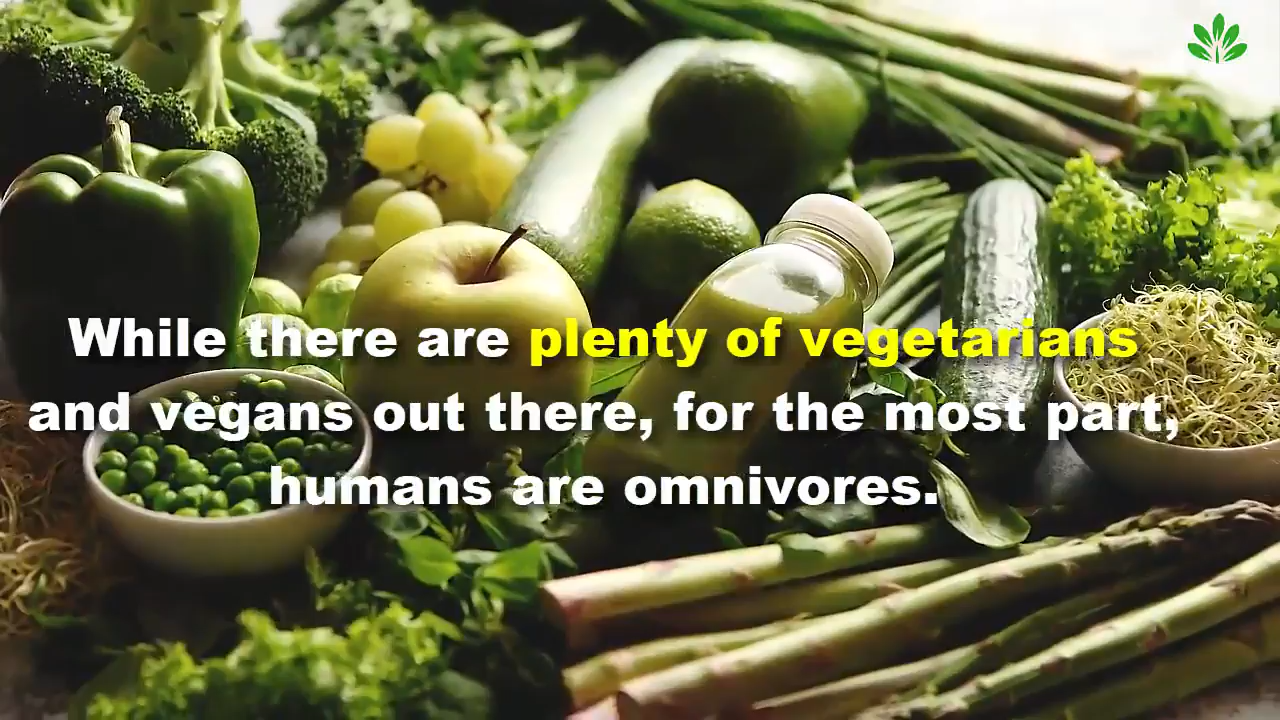 While there are plenty of vegetarians
and vegans out there, for the most part,
humans are omnivores.